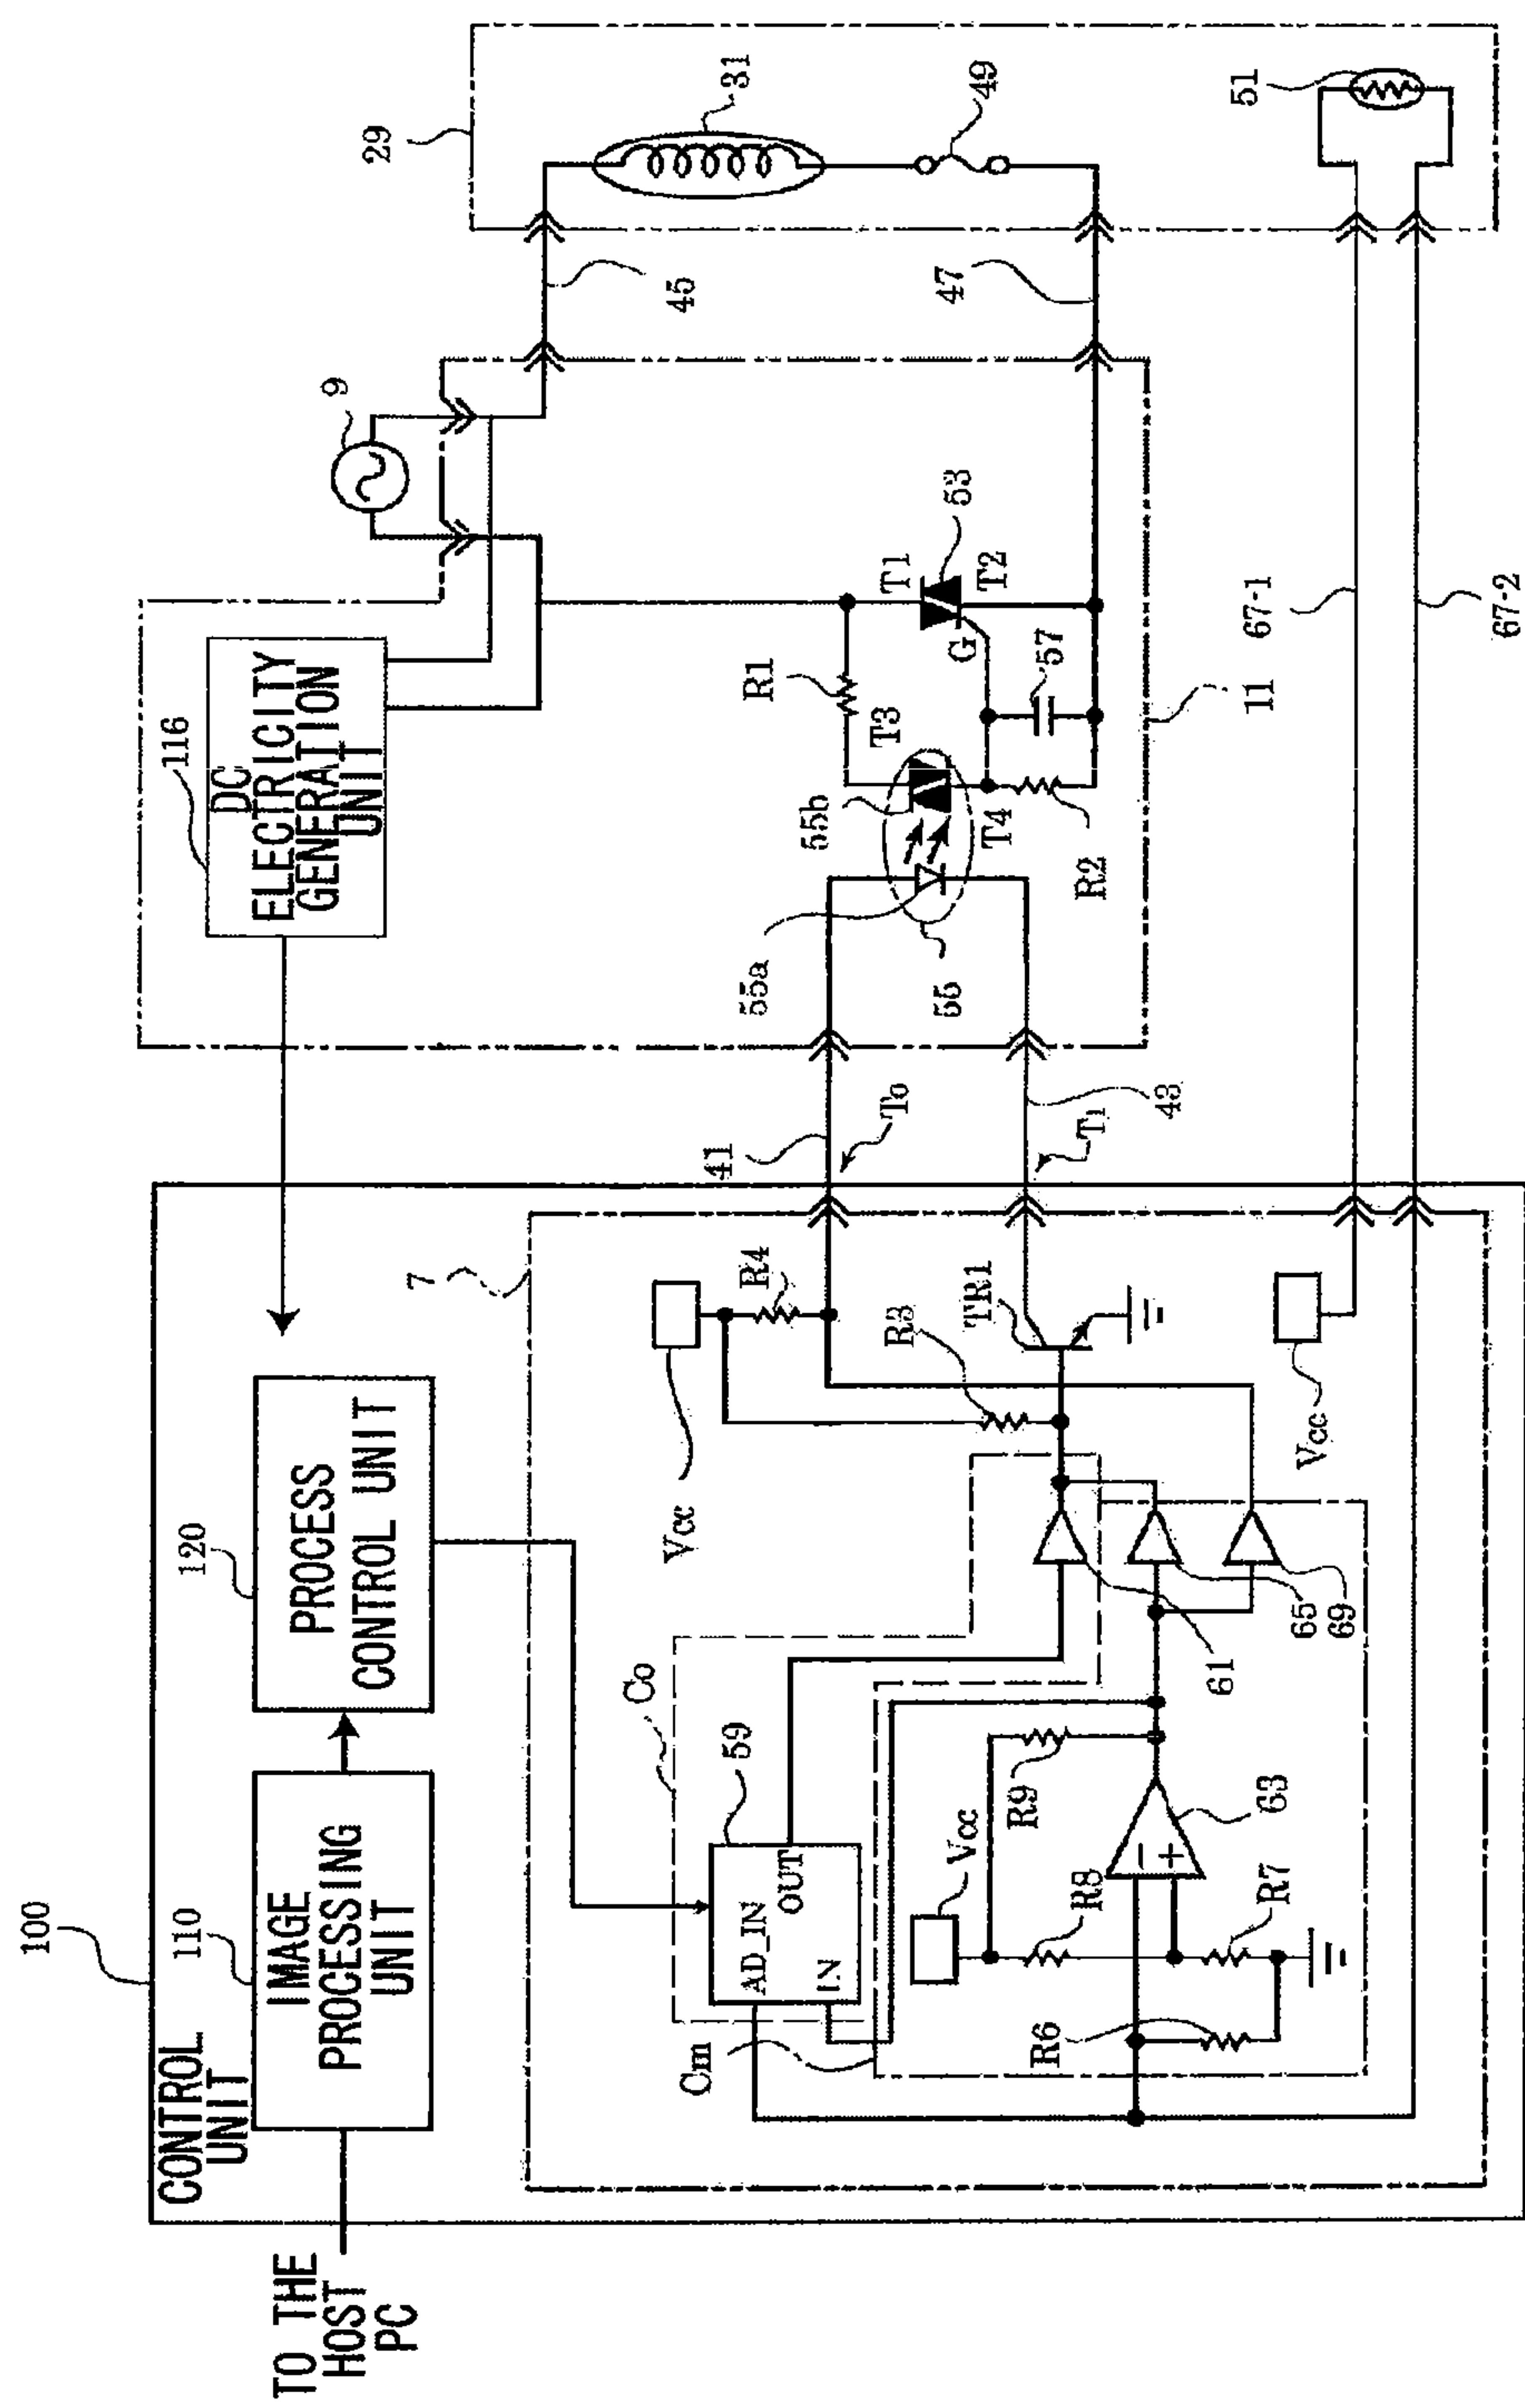 100
CONTROL
UNIT
TO THE
HOST
PC
110
IMAGE
PROCESSING
UNIT
120
PROCESS
CONTROL UNIT
116
DC
ELECTRICITY
GENERATION
UNIT
9
29
31
49
51
45
47
53
T1
T2
G
R1
T3
57
55b
T4
R2
55a
55
11
67-1
67-2
41
To
43
T1
7
R4
Vcc
R3
TR1
Vcc
Co
59
AD_IN
OUT
IN
61
65
69
Cm
Vcc
R9
63
R8
R7
R6